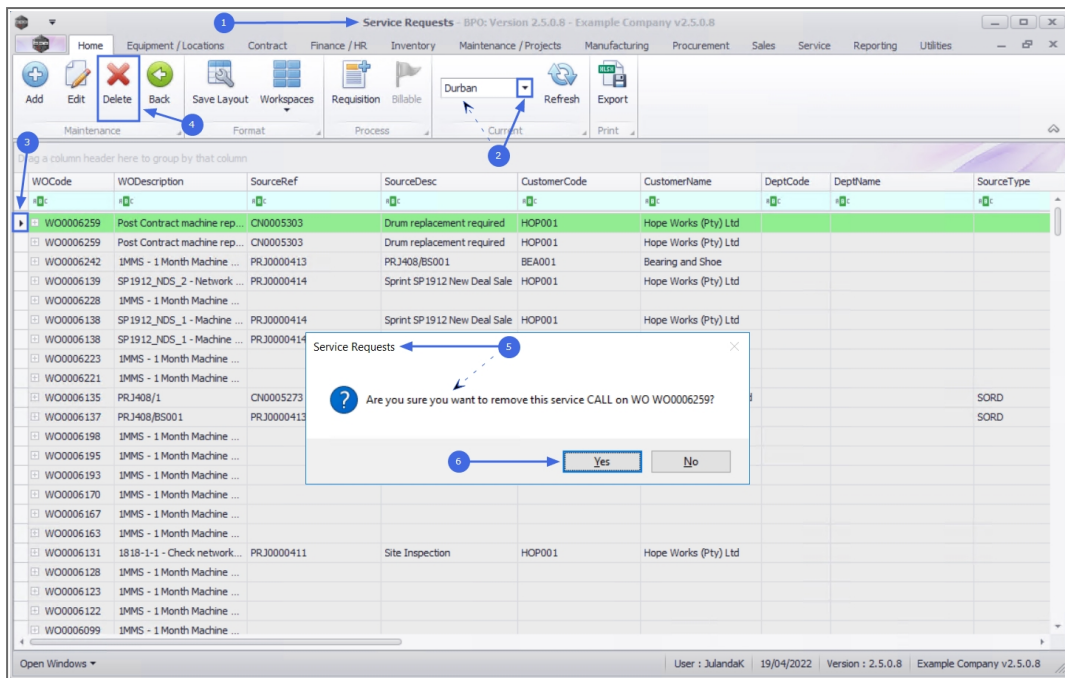 1
Service Requests - BPO: Version 2.5.0.8 - Example Company v2.5.0.8
Home Equipment / Locations Contract Finance / HR Inventory Maintenance / Projects Manufacturing Procurement Sales Service Reporting Utilities
Add Edit Delete Back Save Layout Workspaces Requisition Billable Durban Refresh Export
4
Maintenance Format Process Current Print
3
2
Drag a column header here to group by that column
WOCode WODescription SourceRef SourceDesc CustomerCode CustomerName DeptCode DeptName SourceType
WO0006259 Post Contract machine rep... CN0005303 Drum replacement required HOP001 Hope Works (Pty) Ltd
WO0006259 Post Contract machine rep... CN0005303 Drum replacement required HOP001 Hope Works (Pty) Ltd
WO0006242 1MMS - 1 Month Machine ... PRJ0000413 PRJ408/BS001 BEA001 Bearing and Shoe
WO0006139 SP1912_NDS_2 - Network ... PRJ0000414 Sprint SP1912 New Deal Sale HOP001 Hope Works (Pty) Ltd
WO0006228 1MMS - 1 Month Machine ...
WO0006138 SP1912_NDS_1 - Machine ... PRJ0000414 Sprint SP1912 New Deal Sale HOP001 Hope Works (Pty) Ltd
WO0006138 SP1912_NDS_1 - Machine ... PRJ0000414
WO0006223 1MMS - 1 Month Machine ...
WO0006221 1MMS - 1 Month Machine ...
WO0006135 PRJ408/1 CN0005273 SORD
WO0006137 PRJ408/BS001 PRJ0000413 SORD
WO0006198 1MMS - 1 Month Machine ...
WO0006195 1MMS - 1 Month Machine ...
WO0006193 1MMS - 1 Month Machine ...
WO0006170 1MMS - 1 Month Machine ...
WO0006167 1MMS - 1 Month Machine ...
WO0006163 1MMS - 1 Month Machine ...
WO0006131 1818-1-1 - Check network... PRJ0000411 Site Inspection HOP001 Hope Works (Pty) Ltd
WO0006128 1MMS - 1 Month Machine ...
WO0006123 1MMS - 1 Month Machine ...
WO0006122 1MMS - 1 Month Machine ...
WO0006099 1MMS - 1 Month Machine ...
Service Requests 5
Are you sure you want to remove this service CALL on WO WO0006259?
6 Yes No
Open Windows User : JulandaK 19/04/2022 Version : 2.5.0.8 Example Company v2.5.0.8